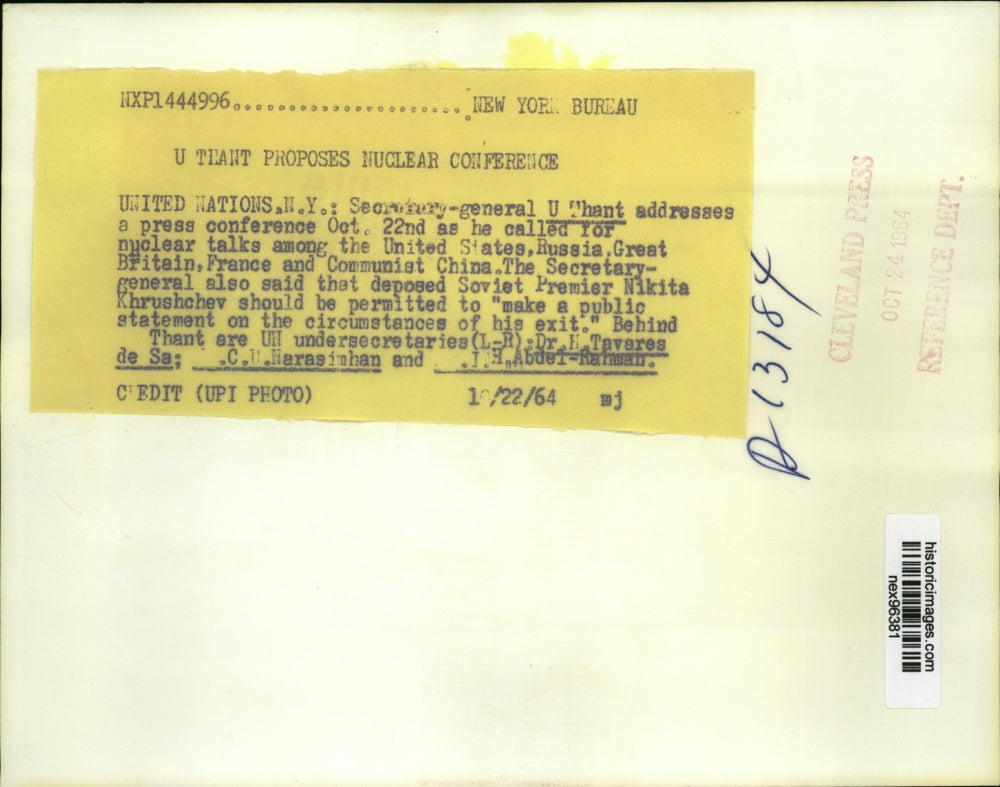 NXP1444996...................... NEW YORK BUREAU
U THANT PROPOSES NUCLEAR CONFERENCE
UNITED NATIONS,N.Y.: Secretary-general U Thant addresses
a press conference Oct. 22nd as he called for
nuclear talks among the United States,Russia,Great
Britain,France and Communist China.The Secretary-
general also said that deposed Soviet Premier Nikita
Khrushchev should be permitted to "make a public
statement on the circumstances of his exit." Behind
Thant are UN undersecretaries(L-R):Dr.H.Tavares
de Sa; .C.V.Narasimhan and .H.Abdel-Rahman.
CREDIT (UPI PHOTO) 10/22/64 mj
D-13184
CLEVELAND PRESS
OCT 24 1964
REFERENCE DEPT.
historicimages.com
nex96381